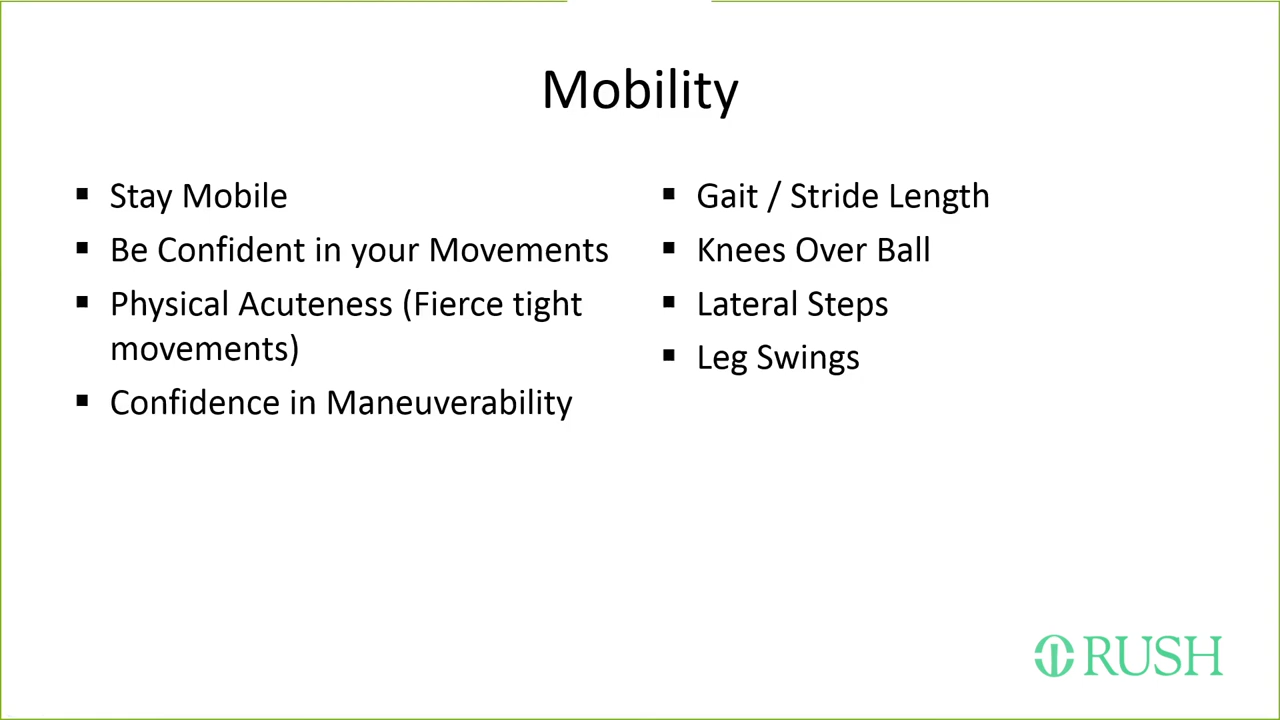 Mobility
▪ Stay Mobile
▪ Be Confident in your Movements
▪ Physical Acuteness (Fierce tight
movements)
▪ Confidence in Maneuverability
▪ Gait / Stride Length
▪ Knees Over Ball
▪ Lateral Steps
▪ Leg Swings
RUSH